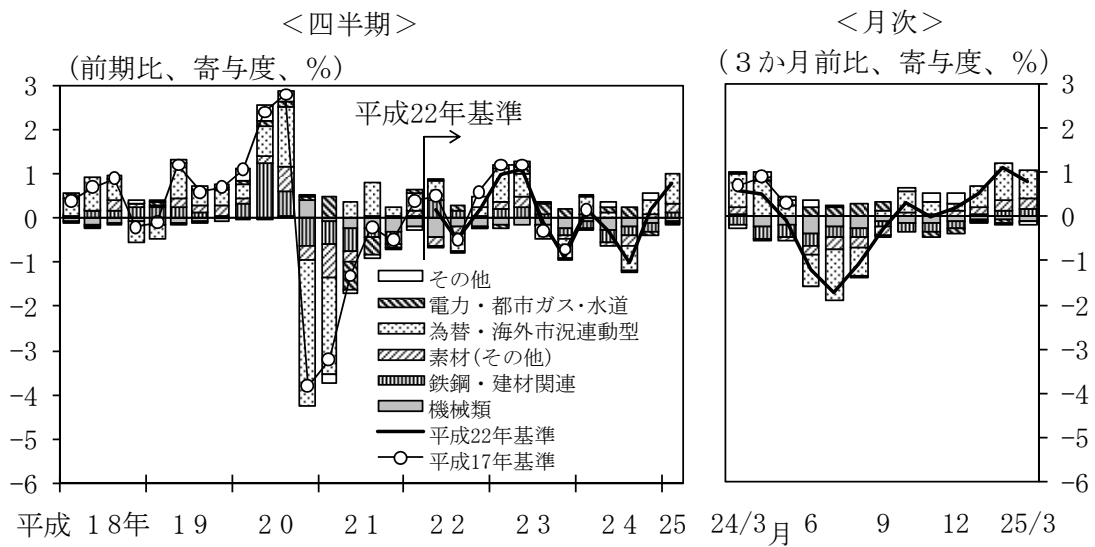 ＜四半期＞
(前期比、寄与度、％)
平成22年基準
3
2
1
0
−1
−2
−3
−4
−5
−6
その他
電力・都市ガス･水道
為替・海外市況連動型
素材(その他)
鉄鋼・建材関連
機械類
平成22年基準
平成17年基準
平成 １８年 １９ ２０ ２１ ２２ ２３ ２４ 25
＜月次＞
(３か月前比、寄与度、％)
3
2
1
0
−1
−2
−3
−4
−5
−6
24/3月 6 9 12 25/3